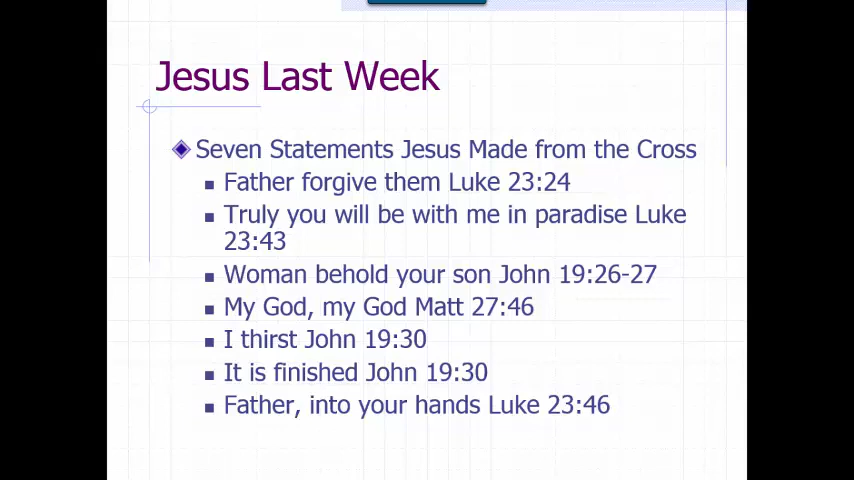 Jesus Last Week
Seven Statements Jesus Made from the Cross
Father forgive them Luke 23:24
Truly you will be with me in paradise Luke
23:43
Woman behold your son John 19:26-27
My God, my God Matt 27:46
I thirst John 19:30
It is finished John 19:30
Father, into your hands Luke 23:46